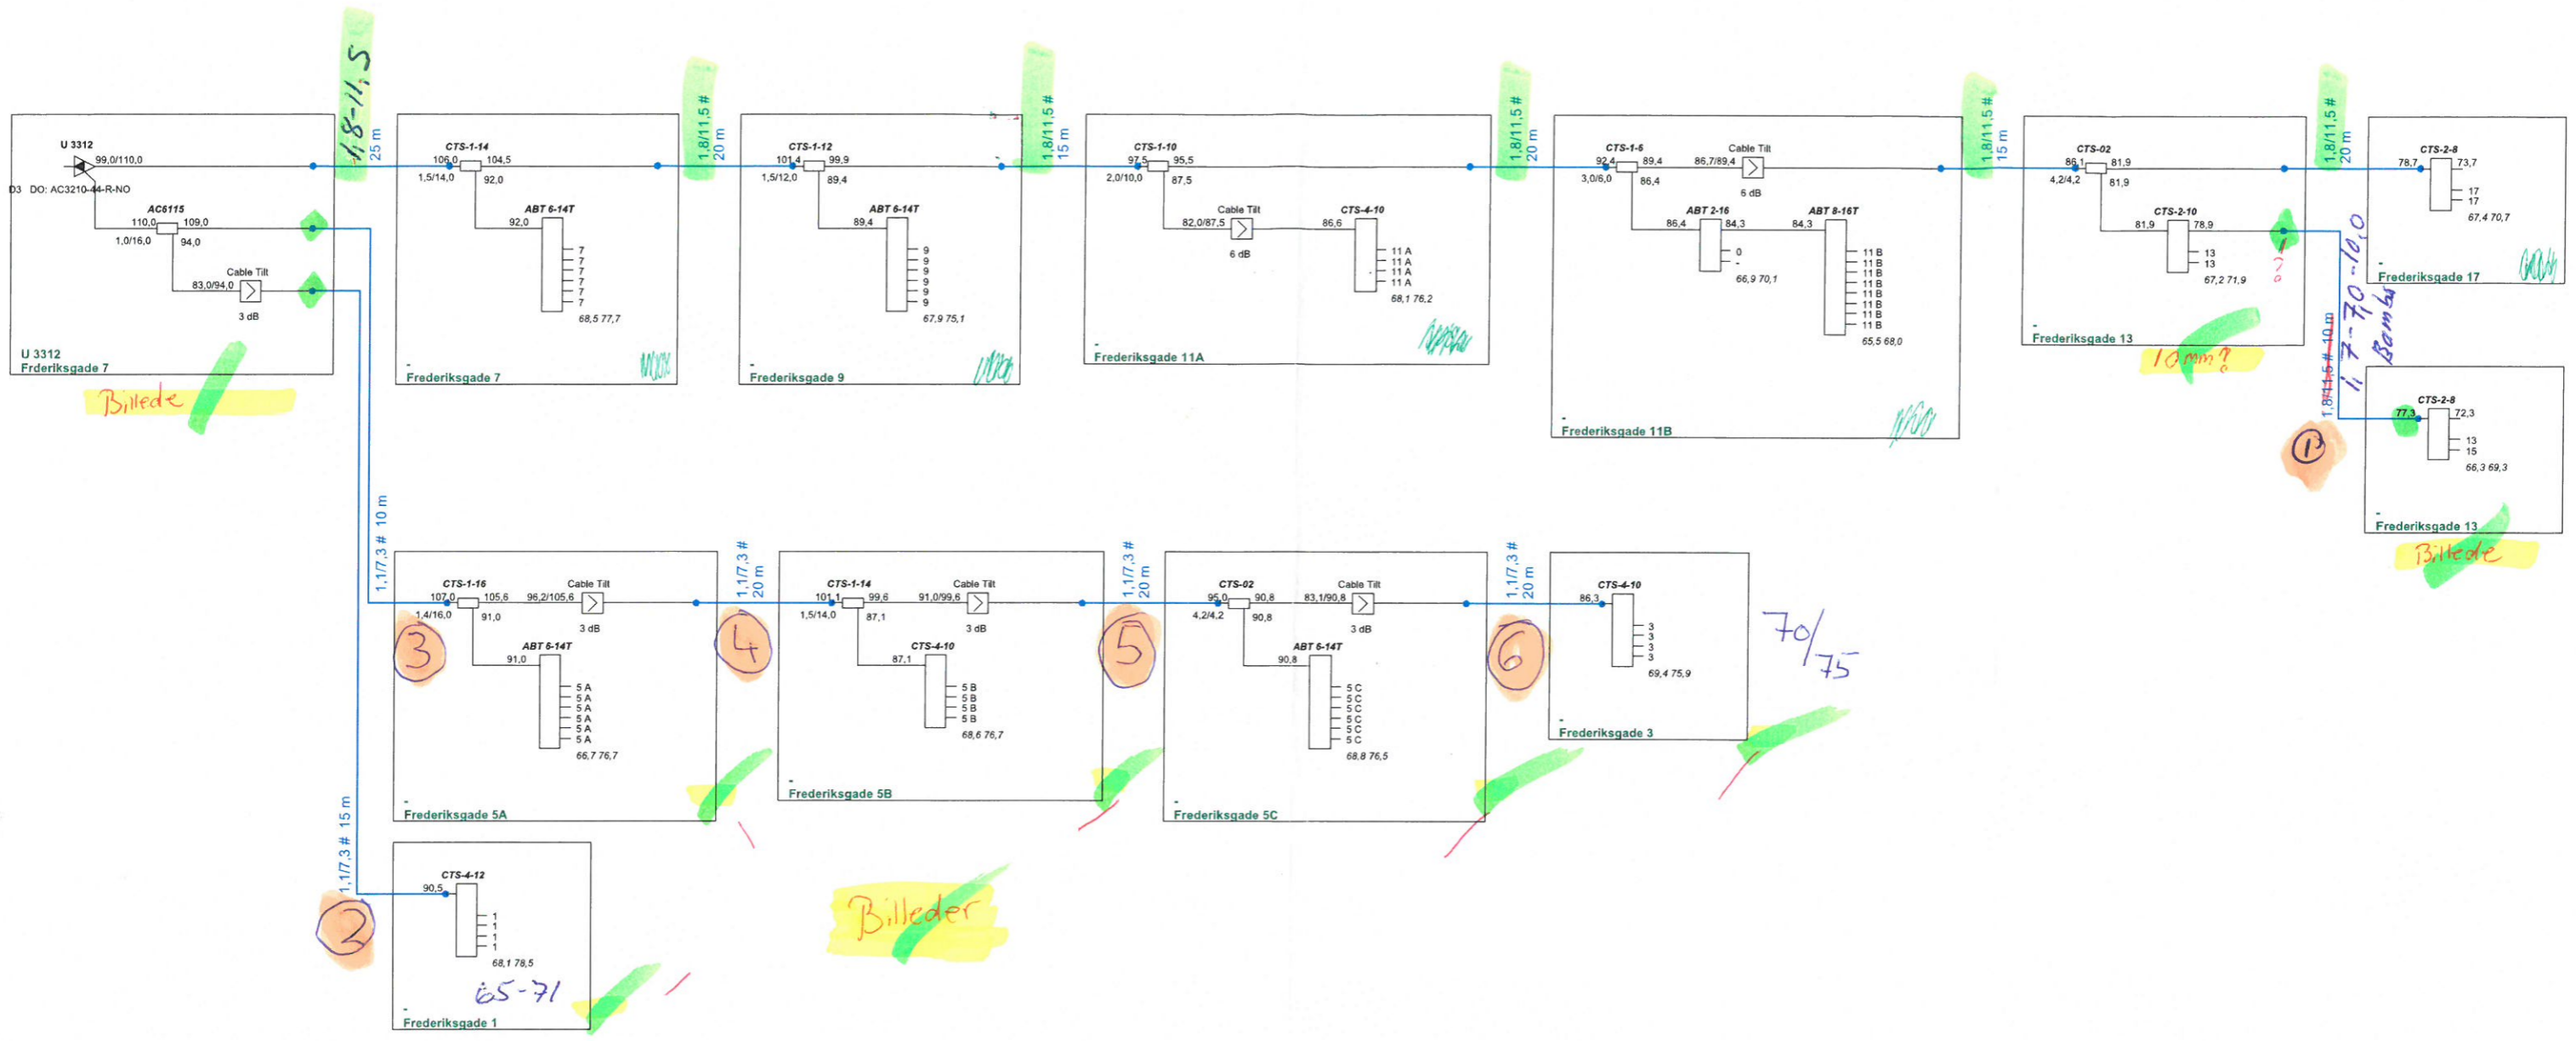 1,8-11,5
25 m
U 3312
99,0/110,0
D3 DO: AC3210-44-R-NO
AC6115
110,0 109,0
1,0/16,0
94,0
Cable Tilt
83,0/94,0
3 dB
U 3312
Frderiksgade 7
Billede
CTS-1-14
106,0 104,5
1,5/14,0
92,0
ABT 6-14T
92,0
7
7
7
7
7
7
68,5 77,7
-
Frederiksgade 7
1,8/11,5 #
20 m
CTS-1-12
101,4 99,9
1,5/12,0
89,4
ABT 6-14T
89,4
9
9
9
9
9
9
67,9 75,1
-
Frederiksgade 9
1,8/11,5 #
15 m
CTS-1-10
97,5 95,5
2,0/10,0
87,5
Cable Tilt
82,0/87,5
6 dB
CTS-4-10
86,6
11 A
11 A
11 A
11 A
68,1 76,2
-
Frederiksgade 11A
1,8/11,5 #
20 m
CTS-1-6
92,4 89,4
3,0/6,0
86,4
Cable Tilt
86,7/89,4
6 dB
ABT 2-16
86,4 84,3
0
-
66,9 70,1
ABT 8-16T
84,3
11 B
11 B
11 B
11 B
11 B
11 B
11 B
11 B
65,5 68,0
-
Frederiksgade 11B
1,8/11,5 #
15 m
CTS-02
86,1 81,9
4,2/4,2
81,9
CTS-2-10
81,9 78,9
13
13
67,2 71,9
-
Frederiksgade 13
10 mm?
1,8/11,5 #
20 m
CTS-2-8
78,7 73,7
17
17
67,4 70,7
-
Frederiksgade 17
1,8/11,5 # 10 m
1,7-7,0-10,0
Bambus
1
CTS-2-8
77,3 72,3
13
15
66,3 69,3
-
Frederiksgade 13
Billede
1,1/7,3 # 10 m
3
CTS-1-16
107,0 105,6
1,4/16,0
91,0
Cable Tilt
96,2/105,6
3 dB
ABT 6-14T
91,0
5 A
5 A
5 A
5 A
5 A
5 A
66,7 76,7
-
Frederiksgade 5A
1,1/7,3 #
20 m
4
CTS-1-14
101,1 99,6
1,5/14,0
87,1
Cable Tilt
91,0/99,6
3 dB
CTS-4-10
87,1
5 B
5 B
5 B
5 B
68,6 76,7
-
Frederiksgade 5B
1,1/7,3 #
20 m
5
CTS-02
95,0 90,8
4,2/4,2
90,8
Cable Tilt
83,1/90,8
3 dB
ABT 6-14T
90,8
5 C
5 C
5 C
5 C
5 C
5 C
68,8 76,5
-
Frederiksgade 5C
1,1/7,3 #
20 m
6
CTS-4-10
86,3
3
3
3
3
69,4 75,9
-
Frederiksgade 3
70/75
1,1/7,3 # 15 m
2
CTS-4-12
90,5
1
1
1
1
68,1 78,5
65-71
-
Frederiksgade 1
Billeder